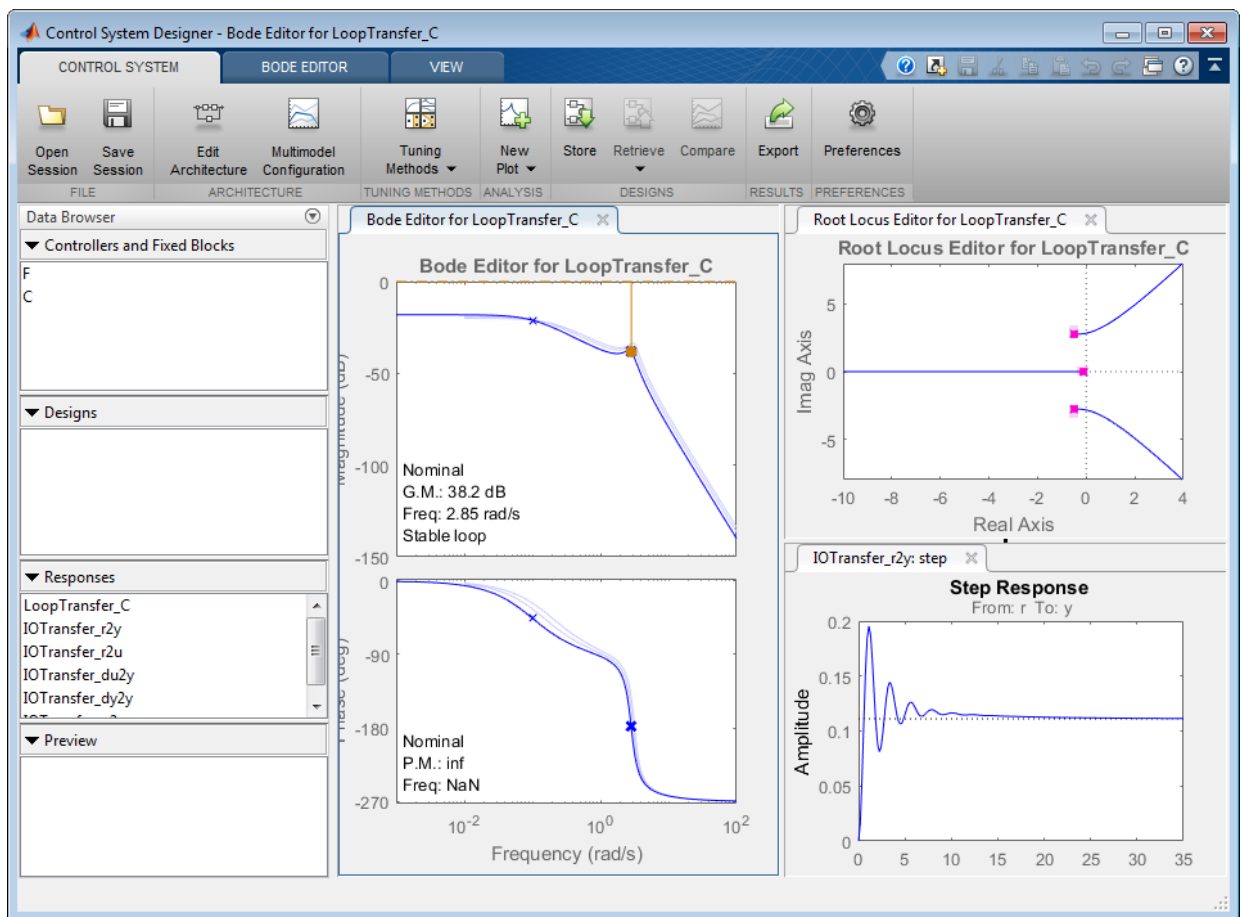 Control System Designer - Bode Editor for LoopTransfer_C
CONTROL SYSTEM
BODE EDITOR
VIEW
Open Session
Save Session
Edit Architecture
Multimodel Configuration
Tuning Methods
New Plot
Store
Retrieve
Compare
Export
Preferences
FILE
ARCHITECTURE
TUNING METHODS
ANALYSIS
DESIGNS
RESULTS
PREFERENCES
Data Browser
Controllers and Fixed Blocks
F
C
Designs
Responses
LoopTransfer_C
IOTransfer_r2y
IOTransfer_r2u
IOTransfer_du2y
IOTransfer_dy2y
Preview
Bode Editor for LoopTransfer_C
Bode Editor for LoopTransfer_C
Magnitude (dB)
0
-50
-100
-150
Nominal
G.M.: 38.2 dB
Freq: 2.85 rad/s
Stable loop
Phase (deg)
0
-90
-180
-270
Nominal
P.M.: inf
Freq: NaN
10^-2 10^0 10^2
Frequency (rad/s)
Root Locus Editor for LoopTransfer_C
Root Locus Editor for LoopTransfer_C
Imag Axis
5
0
-5
-10 -8 -6 -4 -2 0 2 4
Real Axis
IOTransfer_r2y: step
Step Response
From: r To: y
Amplitude
0.2
0.15
0.1
0.05
0
0 5 10 15 20 25 30 35